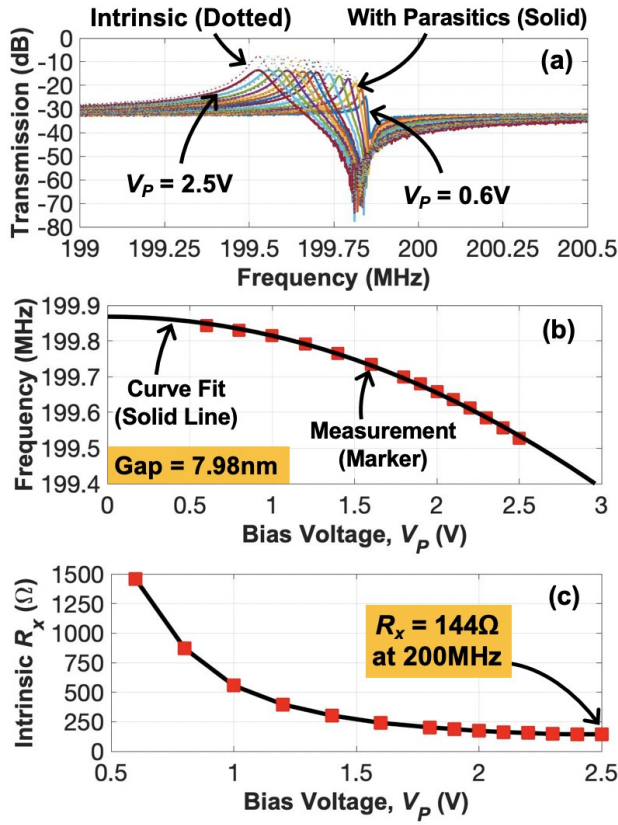 Intrinsic (Dotted)
With Parasitics (Solid)
(a)
Transmission (dB)
0
-10
-20
-30
-40
-50
-60
-70
-80
V_P = 2.5V
V_P = 0.6V
199
199.25
199.5
199.75
200
200.25
200.5
Frequency (MHz)
(b)
Frequency (MHz)
199.9
199.8
199.7
199.6
199.5
199.4
Curve Fit
(Solid Line)
Measurement
(Marker)
Gap = 7.98nm
0
0.5
1
1.5
2
2.5
3
Bias Voltage, V_P (V)
(c)
Intrinsic R_x (Ω)
1500
1250
1000
750
500
250
0
R_x = 144Ω
at 200MHz
0.5
1
1.5
2
2.5
Bias Voltage, V_P (V)